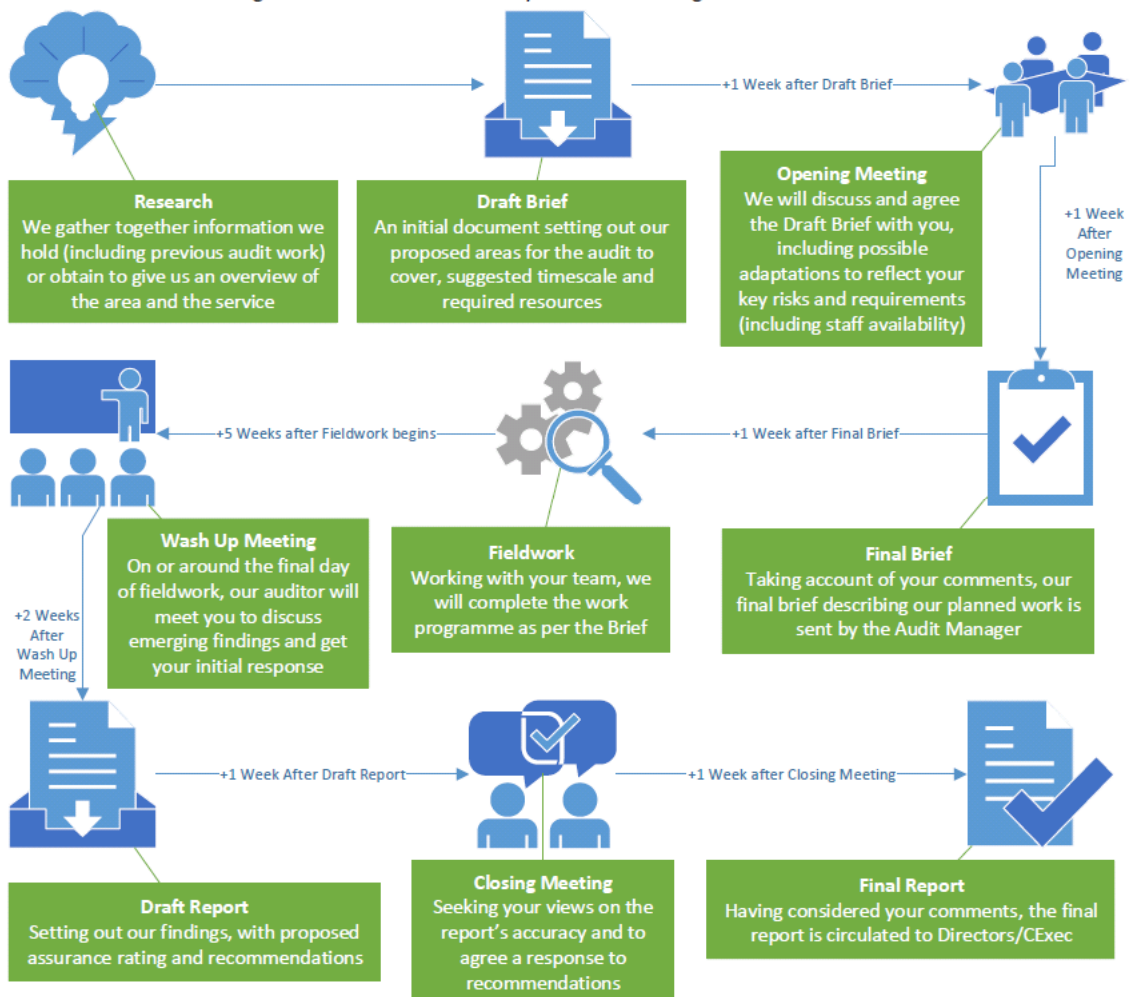 +1 Week after Draft Brief
Research
We gather together information we
hold (including previous audit work)
or obtain to give us an overview of
the area and the service
Draft Brief
An initial document setting out our
proposed areas for the audit to
cover, suggested timescale and
required resources
Opening Meeting
We will discuss and agree
the Draft Brief with you,
including possible
adaptations to reflect your
key risks and requirements
(including staff availability)
+1 Week
After
Opening
Meeting
+5 Weeks after Fieldwork begins
+1 Week after Final Brief
Wash Up Meeting
On or around the final day
of fieldwork, our auditor will
meet you to discuss
emerging findings and get
your initial response
Fieldwork
Working with your team, we
will complete the work
programme as per the Brief
Final Brief
Taking account of your comments, our
final brief describing our planned work is
sent by the Audit Manager
+2 Weeks
After
Wash Up
Meeting
+1 Week After Draft Report
+1 Week after Closing Meeting
Draft Report
Setting out our findings, with proposed
assurance rating and recommendations
Closing Meeting
Seeking your views on the
report's accuracy and to
agree a response to
recommendations
Final Report
Having considered your comments, the final
report is circulated to Directors/CExec